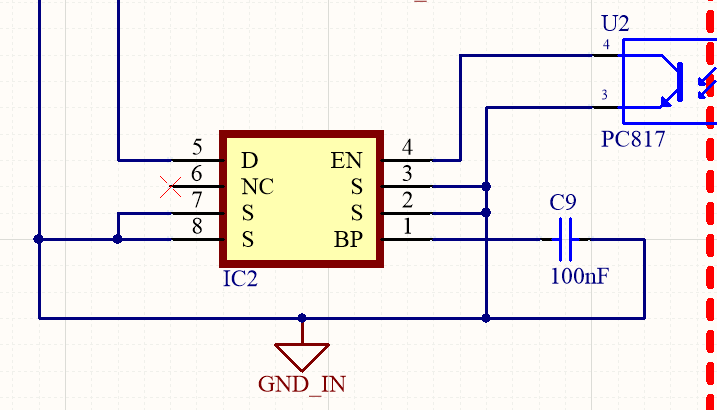 U2
4
3
PC817
5 D EN 4
6 NC S 3
7 S S 2
8 S BP 1
IC2
C9
100nF
GND_IN